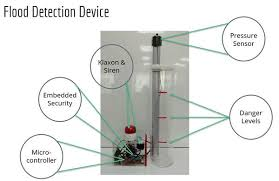 Flood Detection Device
Pressure
Sensor
Klaxon &
Siren
Embedded
Security
Danger
Levels
Micro-
controller